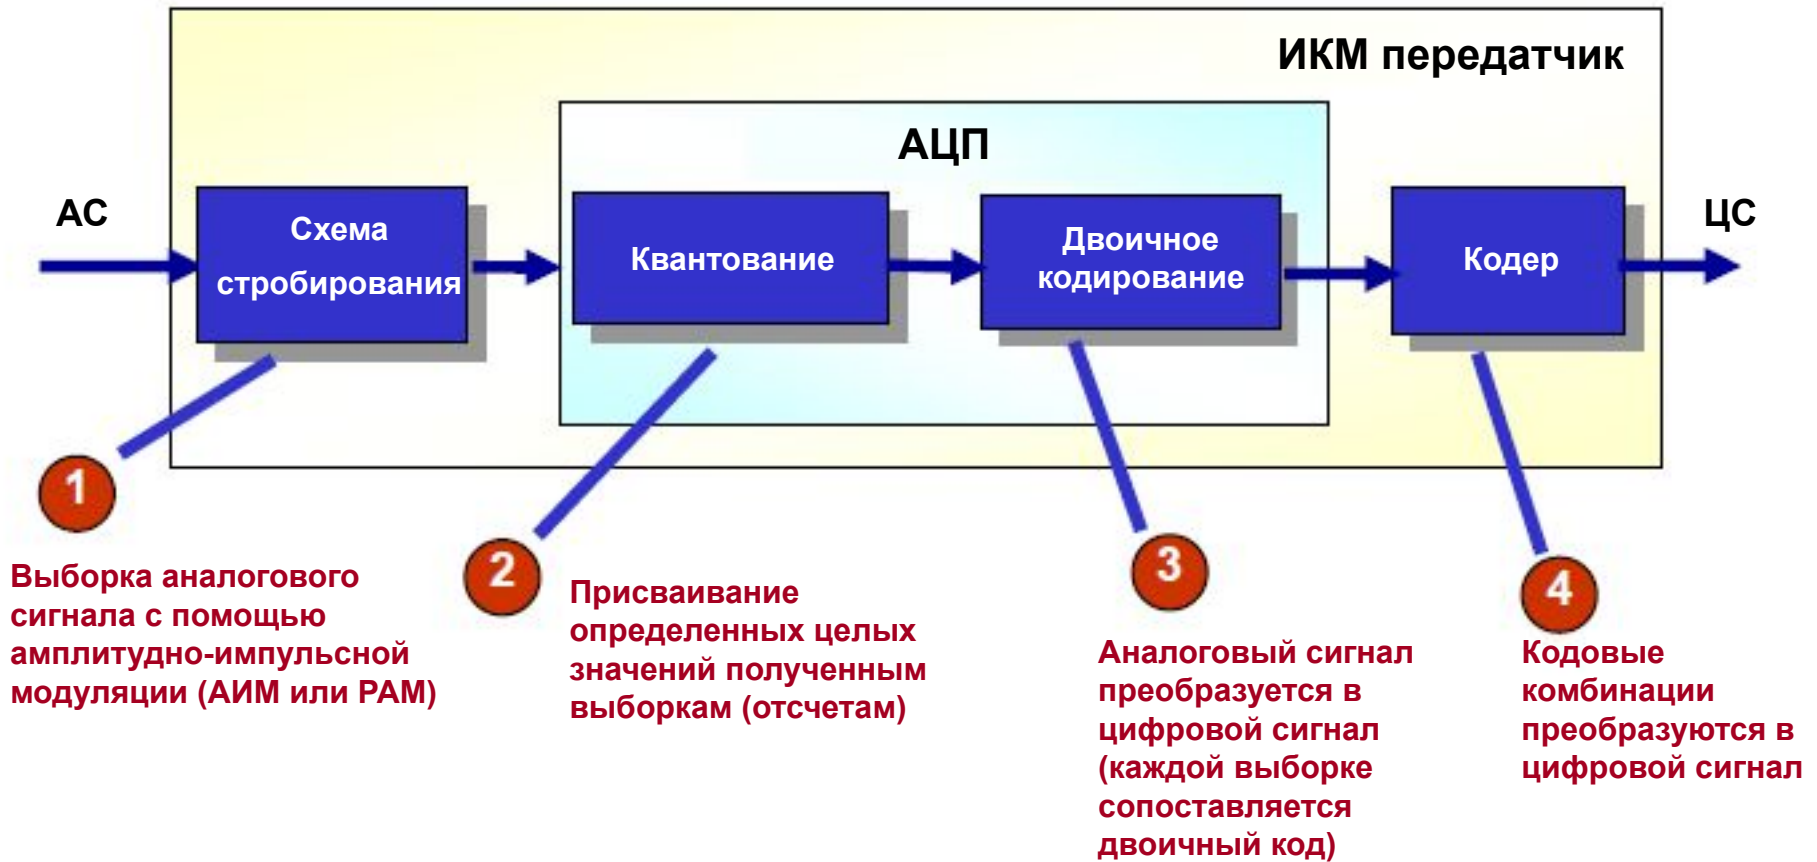 ИКМ передатчик
АЦП
АС
Схема
стробирования
Квантование
Двоичное
кодирование
Кодер
ЦС
1
Выборка аналогового
сигнала с помощью
амплитудно-импульсной
модуляции (АИМ или PAM)
2
Присваивание
определенных целых
значений полученным
выборкам (отсчетам)
3
Аналоговый сигнал
преобразуется в
цифровой сигнал
(каждой выборке
сопоставляется
двоичный код)
4
Кодовые
комбинации
преобразуются в
цифровой сигнал